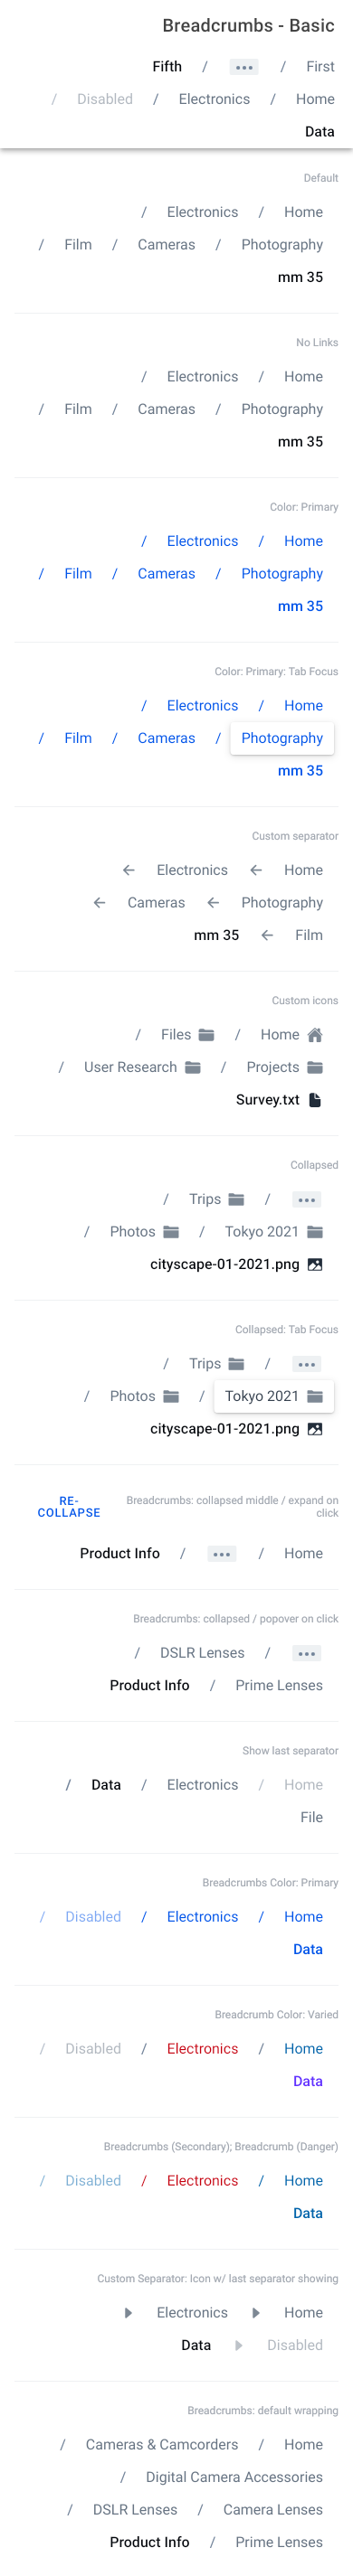 Breadcrumbs - Basic
Fifth / ••• / First
/ Disabled / Electronics / Home
Data
Default
/ Electronics / Home
/ Film / Cameras / Photography
mm 35
No Links
/ Electronics / Home
/ Film / Cameras / Photography
mm 35
Color: Primary
/ Electronics / Home
/ Film / Cameras / Photography
mm 35
Color: Primary: Tab Focus
/ Electronics / Home
/ Film / Cameras / Photography
mm 35
Custom separator
← Electronics ← Home
← Cameras ← Photography
mm 35 ← Film
Custom icons
/ Files / Home
/ User Research / Projects
Survey.txt
Collapsed
/ Trips / •••
/ Photos / Tokyo 2021
cityscape-01-2021.png
Collapsed: Tab Focus
/ Trips / •••
/ Photos / Tokyo 2021
cityscape-01-2021.png
RE-
COLLAPSE
Breadcrumbs: collapsed middle / expand on
click
Product Info / ••• / Home
Breadcrumbs: collapsed / popover on click
/ DSLR Lenses / •••
Product Info / Prime Lenses
Show last separator
/ Data / Electronics / Home
File
Breadcrumbs Color: Primary
/ Disabled / Electronics / Home
Data
Breadcrumb Color: Varied
/ Disabled / Electronics / Home
Data
Breadcrumbs (Secondary); Breadcrumb (Danger)
/ Disabled / Electronics / Home
Data
Custom Separator: Icon w/ last separator showing
Electronics Home
Data Disabled
Breadcrumbs: default wrapping
/ Cameras & Camcorders / Home
/ Digital Camera Accessories
/ DSLR Lenses / Camera Lenses
Product Info / Prime Lenses